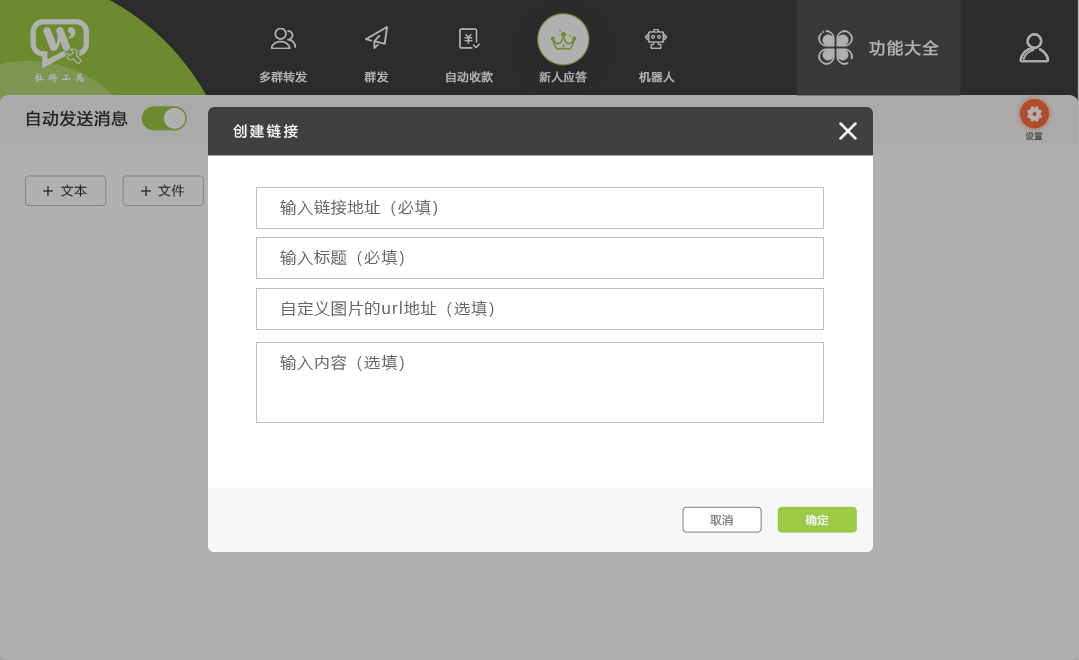 社群工具
多群转发
群发
自动收款
新人应答
机器人
功能大全
自动发送消息
设置
创建链接
+ 文本
+ 文件
输入链接地址（必填）
输入标题（必填）
自定义图片的url地址（选填）
输入内容（选填）
取消
确定